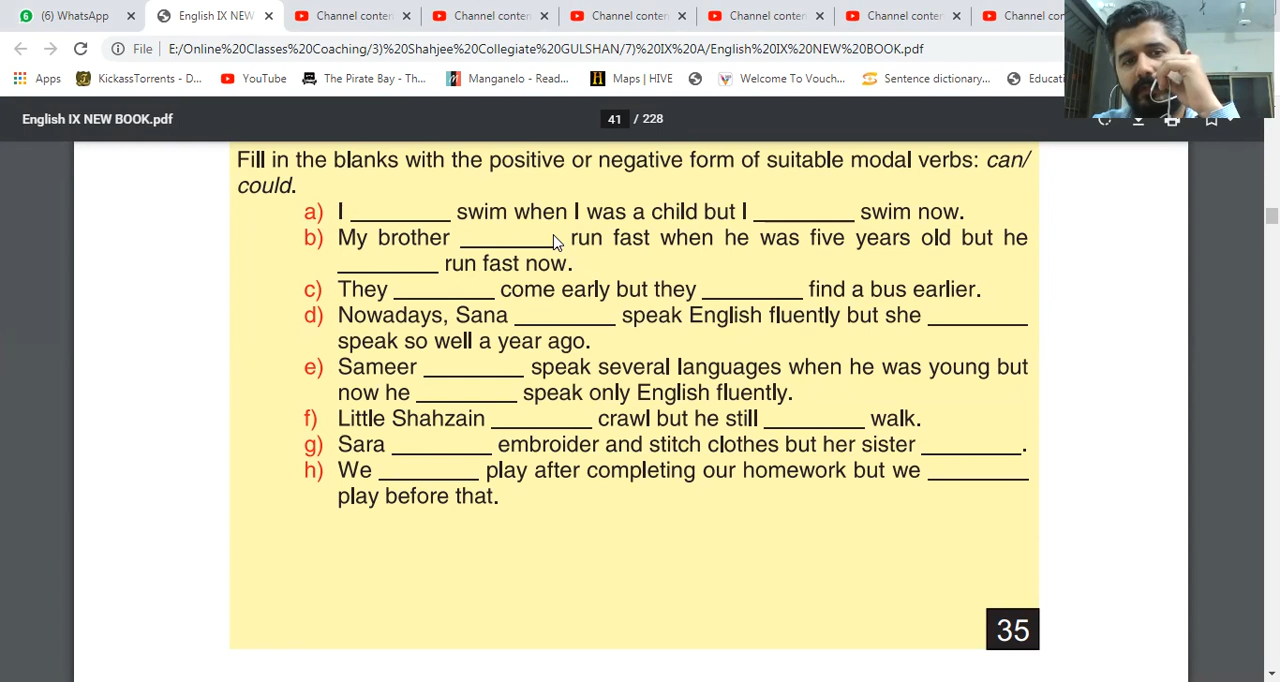 (6) WhatsApp
English IX NEW
Channel conten
Channel conten
Channel conten
Channel conten
Channel conten
Channel con
File | E:/Online%20Classes%20Coaching/3)%20Shahjee%20Collegiate%20GULSHAN/7)%20IX%20A/English%20IX%20NEW%20BOOK.pdf
Apps
KickassTorrents - D...
YouTube
The Pirate Bay - Th...
Manganelo - Read...
Maps | HIVE
Welcome To Vouch...
Sentence dictionary...
Educati
English IX NEW BOOK.pdf
41 / 228
Fill in the blanks with the positive or negative form of suitable modal verbs: can/
could.
a) I ________ swim when I was a child but I ________ swim now.
b) My brother ________ run fast when he was five years old but he
________ run fast now.
c) They ________ come early but they ________ find a bus earlier.
d) Nowadays, Sana ________ speak English fluently but she ________
speak so well a year ago.
e) Sameer ________ speak several languages when he was young but
now he ________ speak only English fluently.
f) Little Shahzain ________ crawl but he still ________ walk.
g) Sara ________ embroider and stitch clothes but her sister ________.
h) We ________ play after completing our homework but we ________
play before that.
35